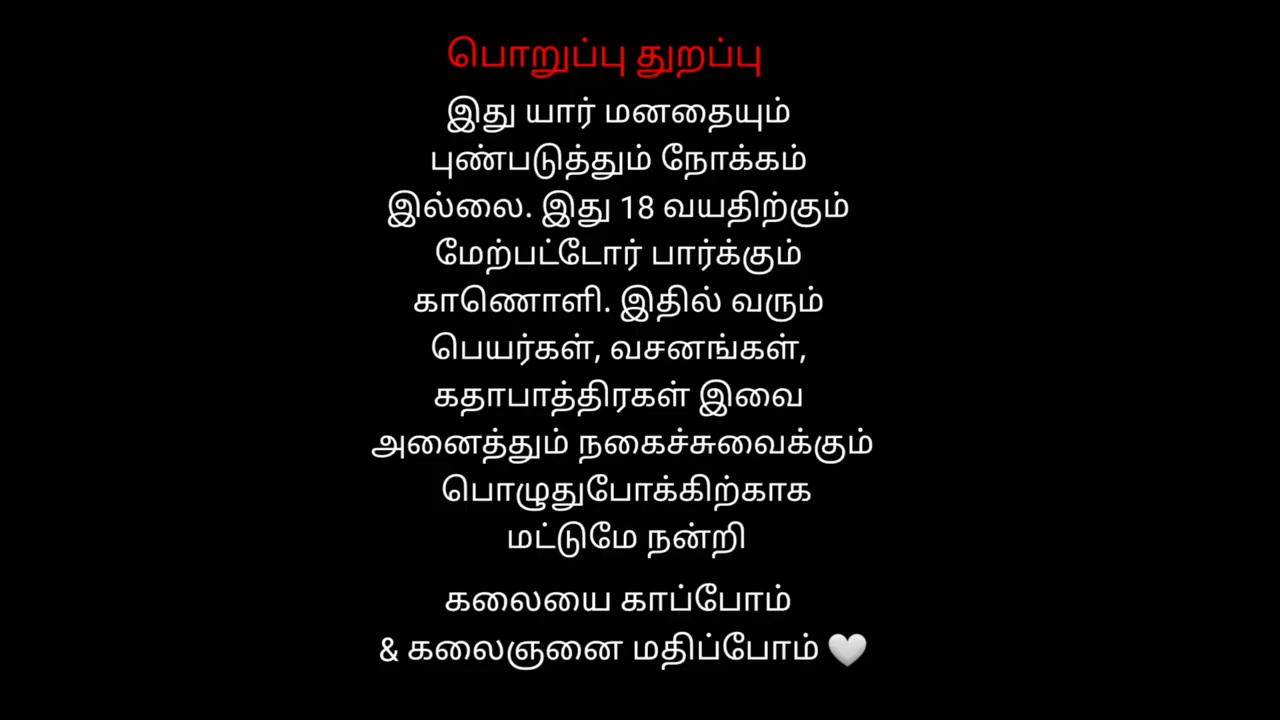 பொறுப்பு துறப்பு
இது யார் மனதையும்
புண்படுத்தும் நோக்கம்
இல்லை. இது 18 வயதிற்கும்
மேற்பட்டோர் பார்க்கும்
காணொளி. இதில் வரும்
பெயர்கள், வசனங்கள்,
கதாபாத்திரகள் இவை
அனைத்தும் நகைச்சுவைக்கும்
பொழுதுபோக்கிற்காக
மட்டுமே நன்றி
கலையை காப்போம்
& கலைஞனை மதிப்போம் 🤍